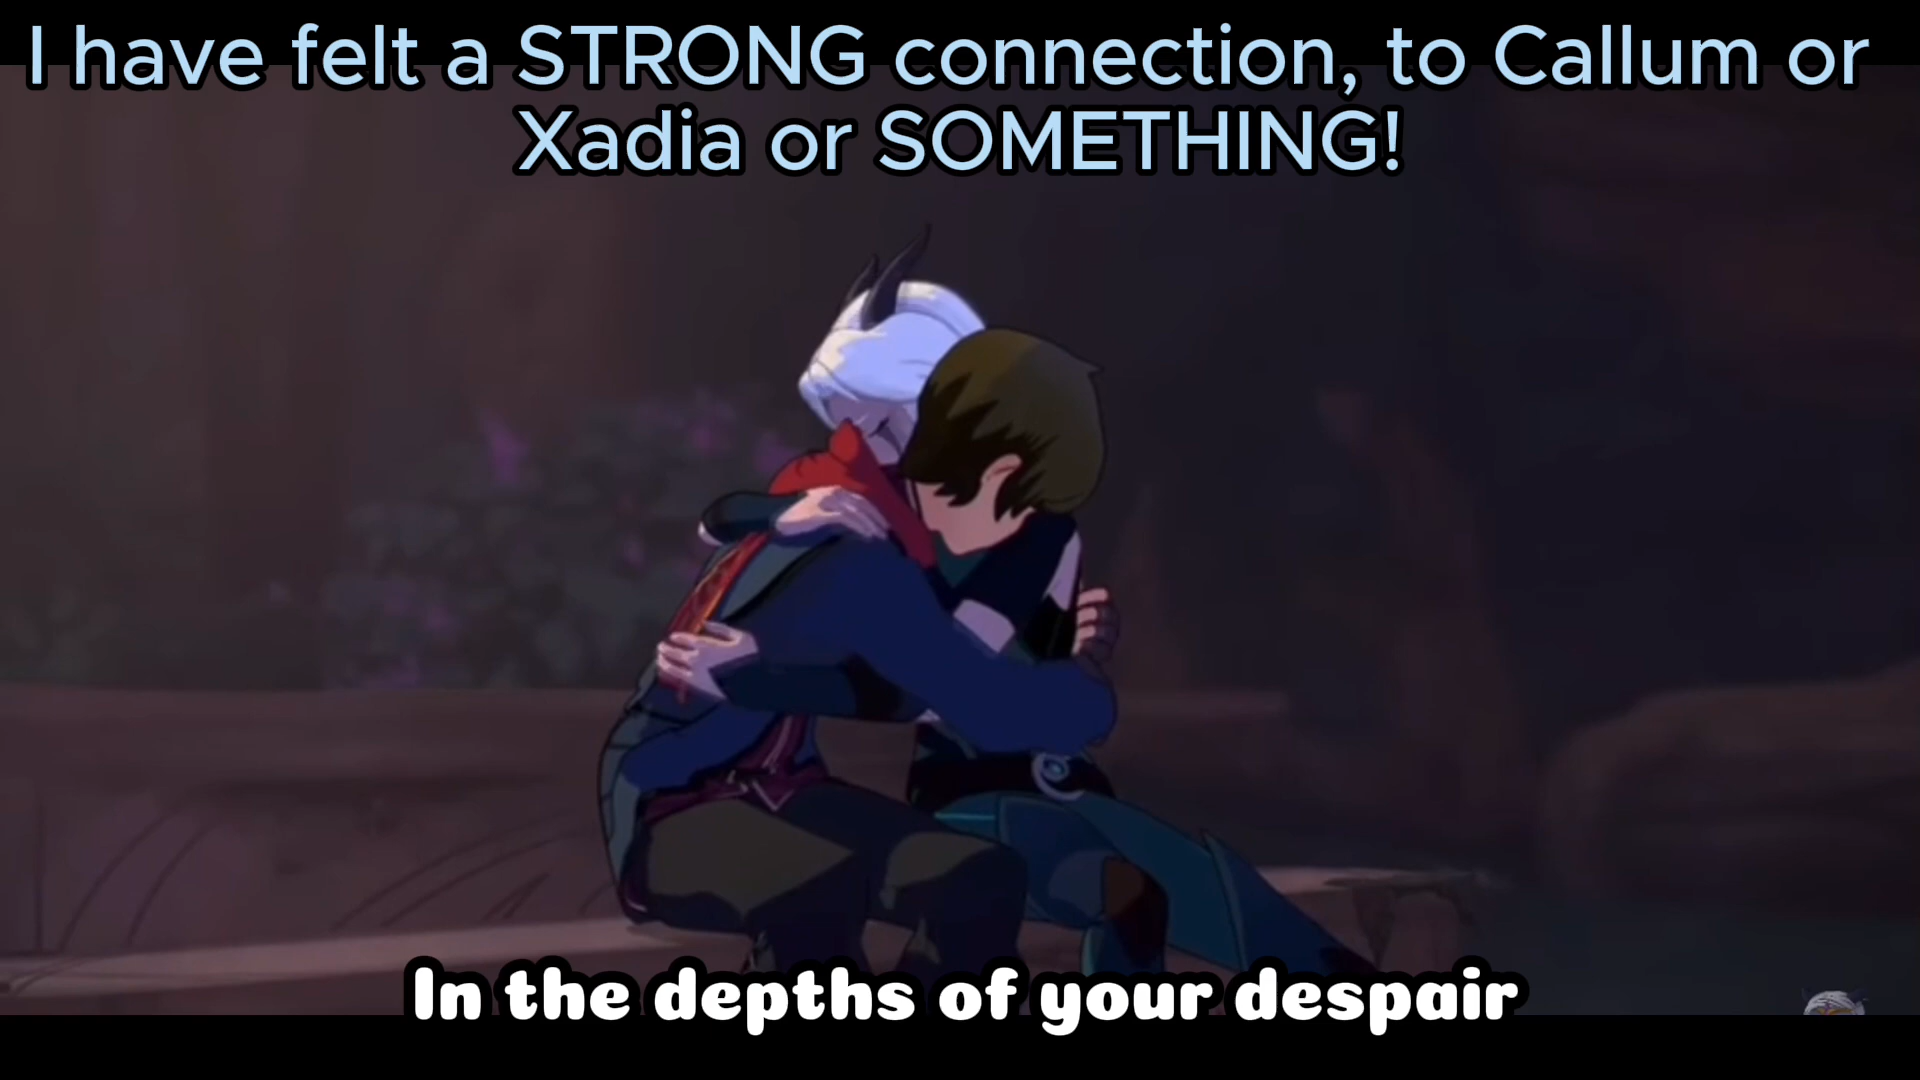 I have felt a STRONG connection, to Callum or
Xadia or SOMETHING!
In the depths of your despair